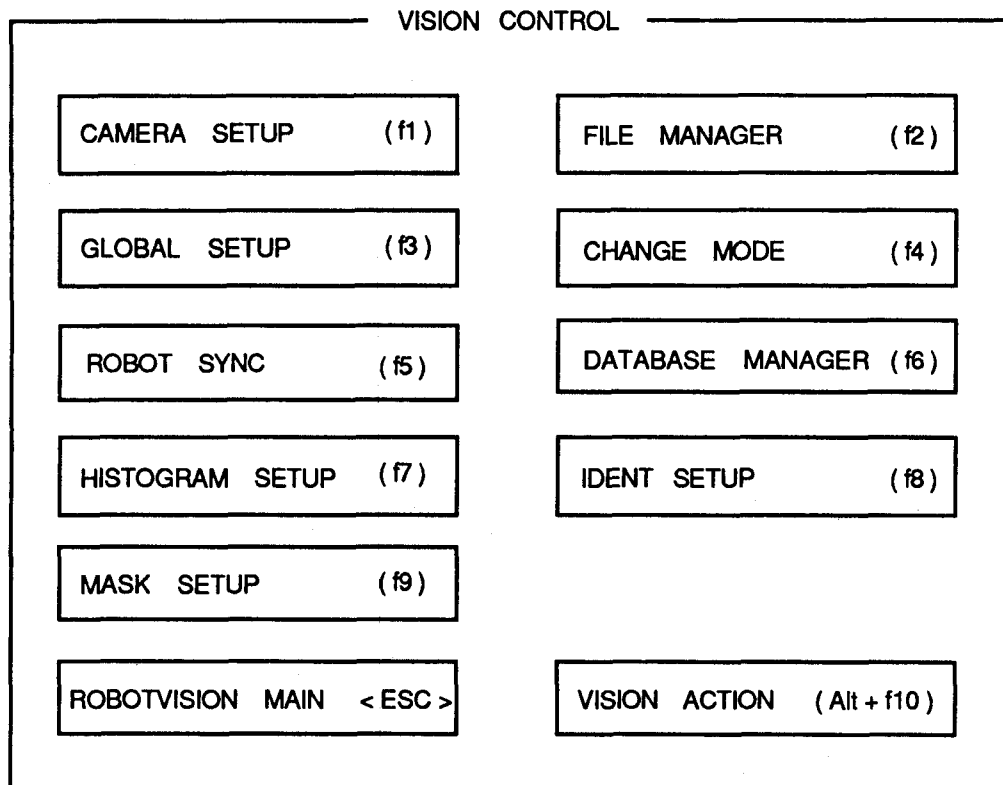 VISION CONTROL
CAMERA SETUP (f1)
FILE MANAGER (f2)
GLOBAL SETUP (f3)
CHANGE MODE (f4)
ROBOT SYNC (f5)
DATABASE MANAGER (f6)
HISTOGRAM SETUP (f7)
IDENT SETUP (f8)
MASK SETUP (f9)
ROBOTVISION MAIN < ESC >
VISION ACTION (Alt + f10)